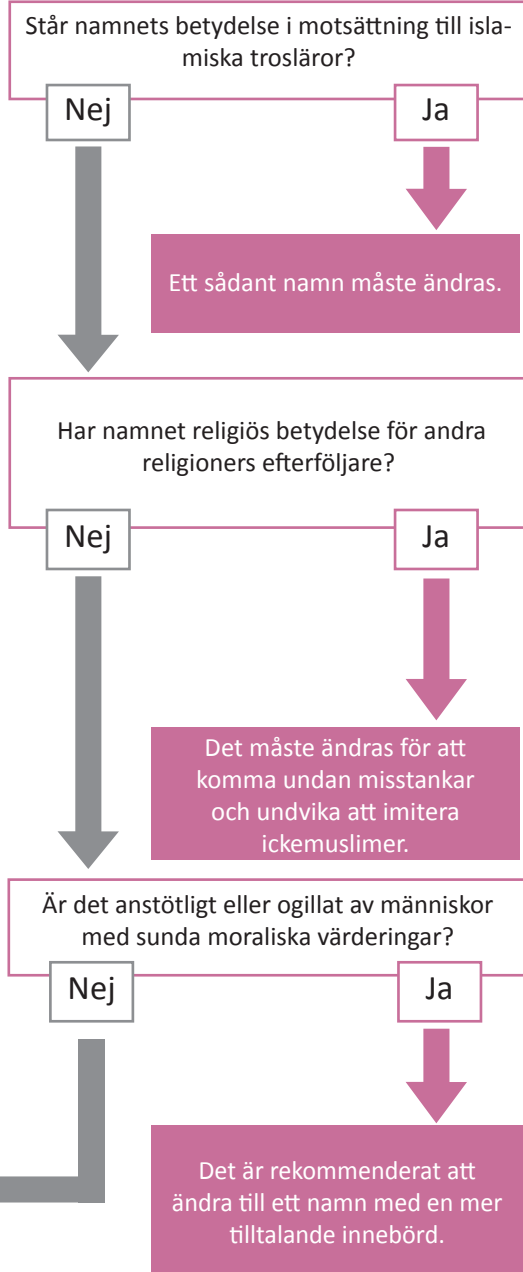 Står namnets betydelse i motsättning till isla-
miska trosläror?
Nej
Ja
Ett sådant namn måste ändras.
Har namnet religiös betydelse för andra
religioners efterföljare?
Nej
Ja
Det måste ändras för att
komma undan misstankar
och undvika att imitera
ickemuslimer.
Är det anstötligt eller ogillat av människor
med sunda moraliska värderingar?
Nej
Ja
Det är rekommenderat att
ändra till ett namn med en mer
tilltalande innebörd.